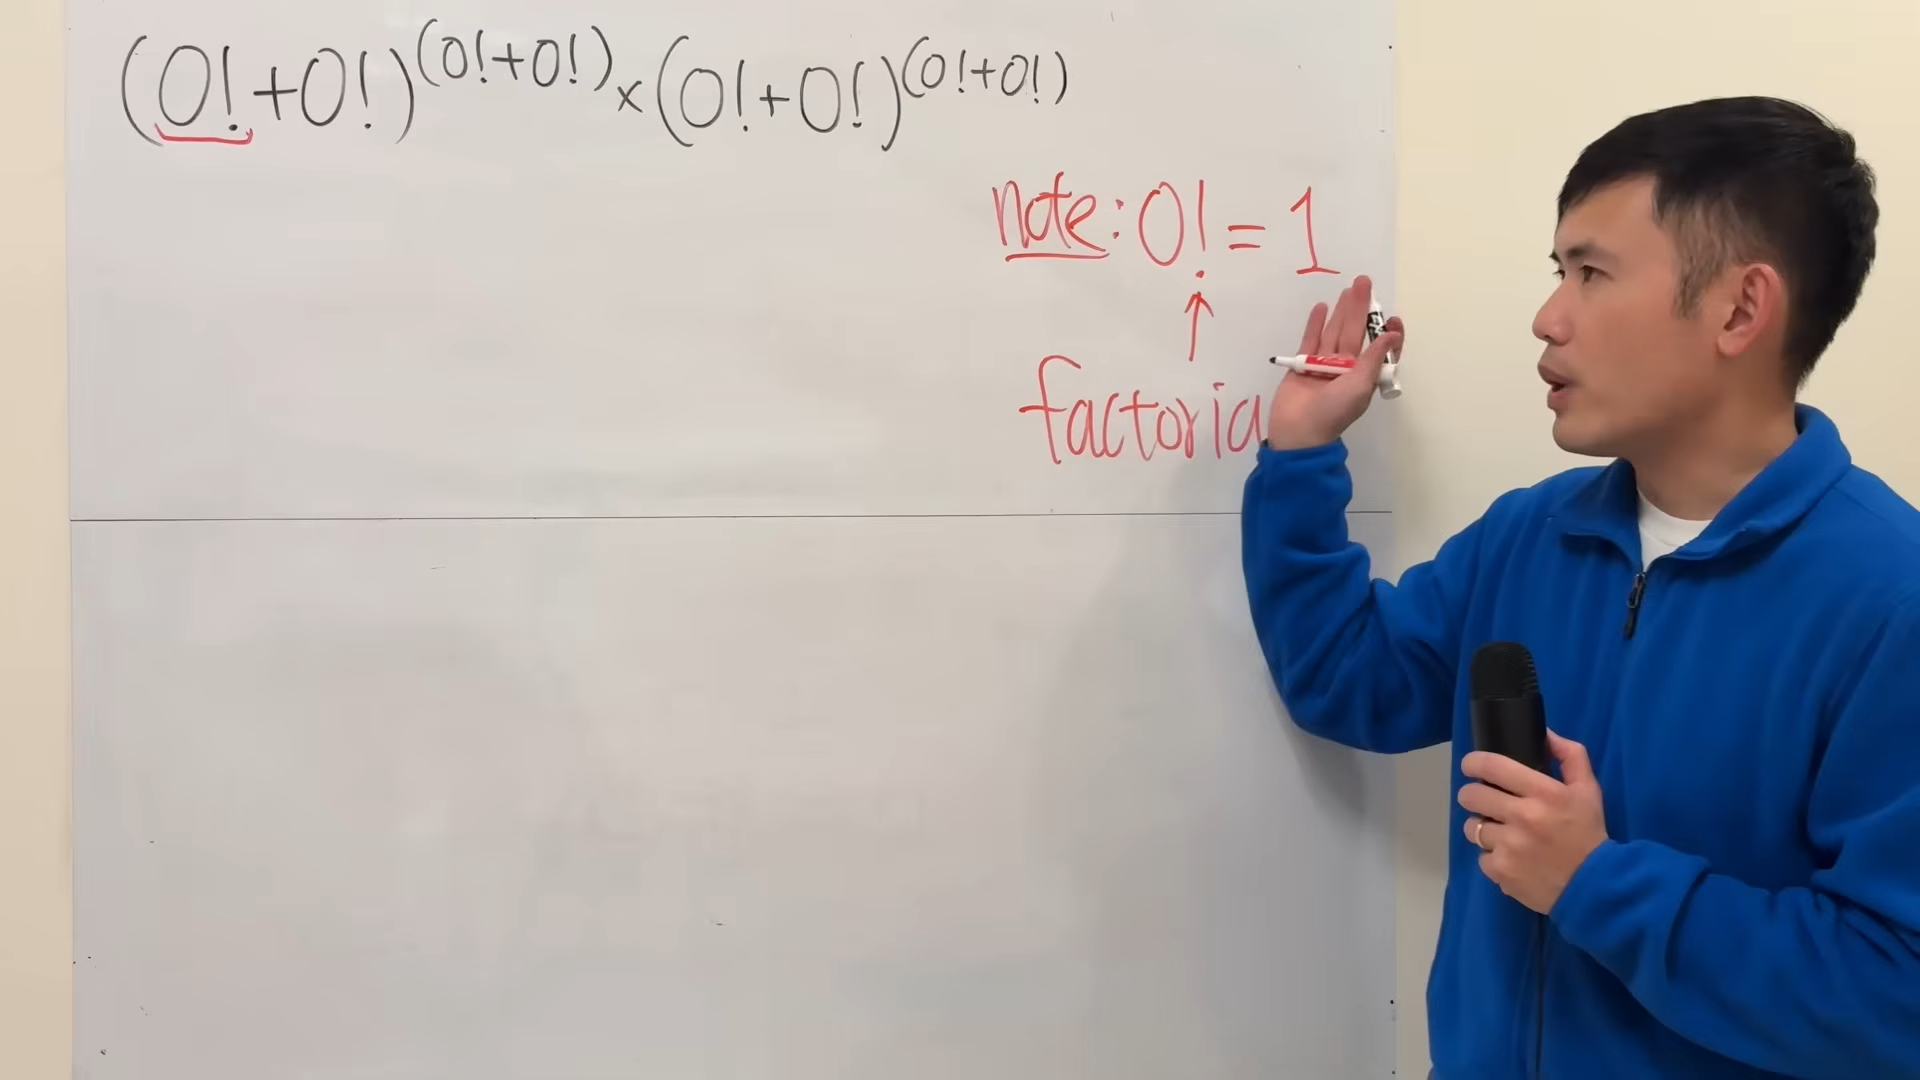 (0!+0!)^(0!+0!) × (0!+0!)^(0!+0!)
note: 0! = 1
↑
factoria